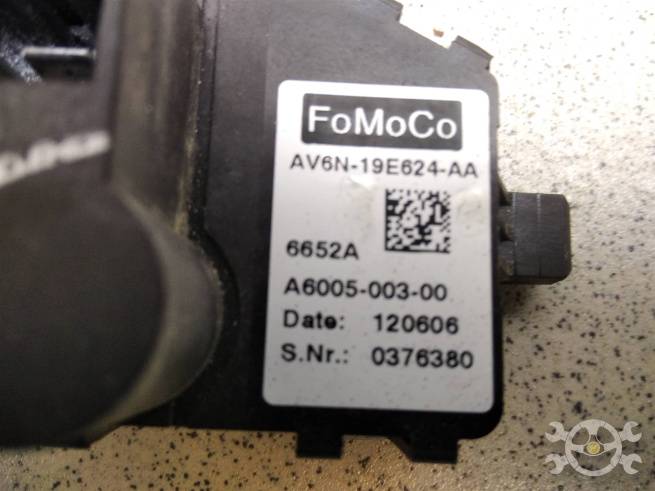 FoMoCo
AV6N-19E624-AA
6652A
A6005-003-00
Date: 120606
S.Nr.: 0376380